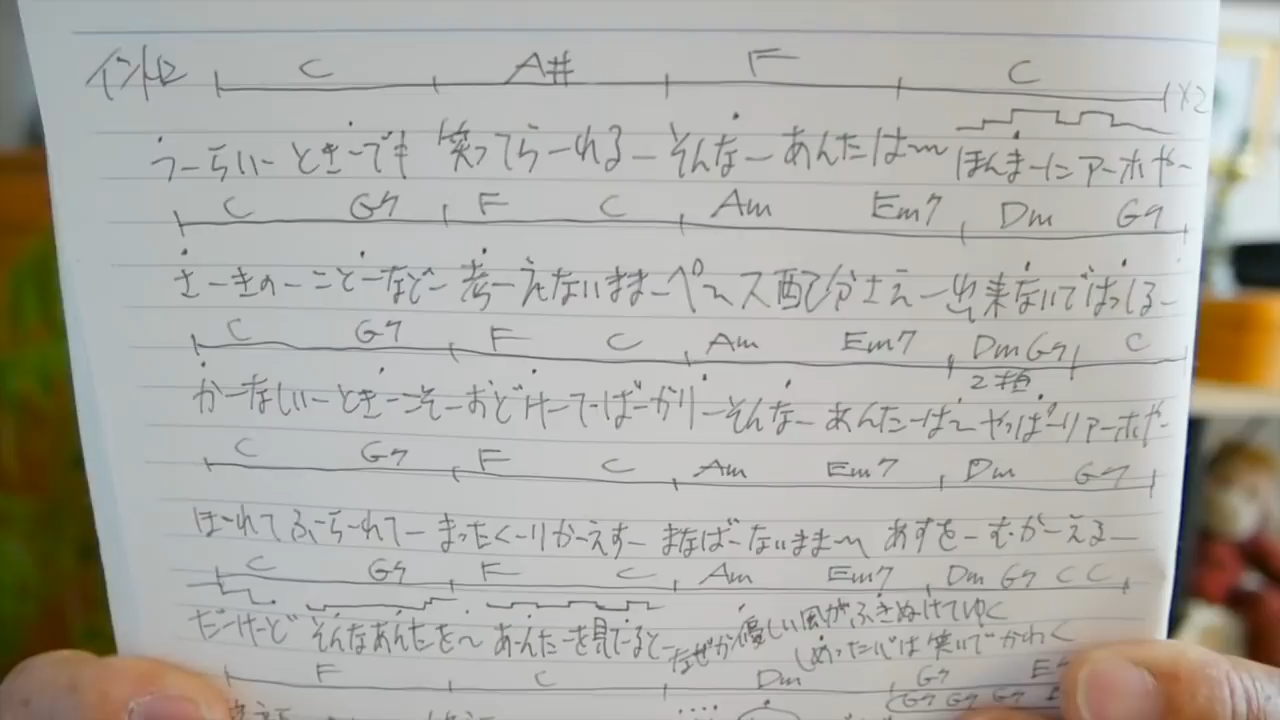 イントロ C A# F C (×2
うーらいーときーでも 笑ってらーれるーそんなーあんたは〜 ほんまーにアーホやー
C G7 F C Am Em7 Dm G7
さーきのーことーなどー 考ーえないままーペース配分さえー出来ないではっしるー
C G7 F C Am Em7 Dm G7 C
2拍
かーなしいーときーこそーおどけーてーばーかりーそんなー あんたーは〜 やっぱーりアーホやー
C G7 F C Am Em7 Dm G7
ほーれてふーられてー まったくーりかーえすー まなばーないまま〜 あすをーむかーえるー
C G7 F C Am Em7 Dm G7 C C
だーけーど そんなあんたを〜 あーんたーを見てーるとー なぜか優しい風がふきぬけてゆく
しめった心は笑いでかわく
F C Dm G7
G7 G7 G7